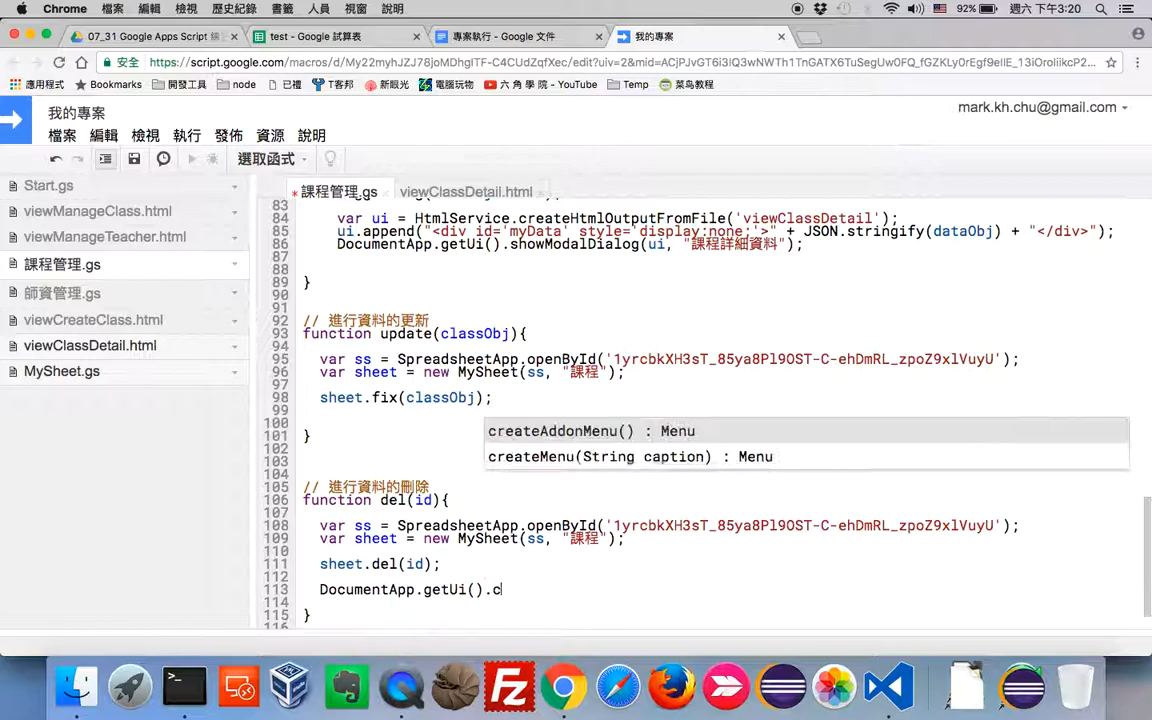 Chrome 檔案 編輯 檢視 歷史紀錄 書籤 人員 視窗 說明 92% 週六 下午3:20
07_31 Google Apps Script 線 test - Google 試算表 專案執行 - Google 文件 我的專案
安全 https://script.google.com/macros/d/My22myhJZJ78joMDhgITF-C4CUdZqfXec/edit?uiv=2&mid=
應用程式 Bookmarks 開發工具 node 已禮 T客邦 新眼光 電腦玩物 六 角 學 院 - YouTube Temp 菜鸟教程
我的專案 mark.kh.chu@gmail.com
檔案 編輯 檢視 執行 發佈 資源 說明
選取函式
Start.gs
viewManageClass.html
viewManageTeacher.html
課程管理.gs
師資管理.gs
viewCreateClass.html
viewClassDetail.html
MySheet.gs
* 課程管理.gs viewClassDetail.html
83
84 var ui = HtmlService.createHtmlOutputFromFile('viewClassDetail');
85 ui.append("<div id='myData' style='display:none;'>" + JSON.stringify(dataObj) + "</div>");
86 DocumentApp.getUi().showModalDialog(ui, "課程詳細資料");
87
88
89 }
90
91
92 // 進行資料的更新
93 function update(classObj){
94
95 var ss = SpreadsheetApp.openById('1yrcbkXH3sT_85ya8Pl9OST-C-ehDmRL_zpoZ9xlVuyU');
96 var sheet = new MySheet(ss, "課程");
97
98 sheet.fix(classObj);
99
100
101 }
102
103
104
105 // 進行資料的刪除
106 function del(id){
107
108 var ss = SpreadsheetApp.openById('1yrcbkXH3sT_85ya8Pl9OST-C-ehDmRL_zpoZ9xlVuyU');
109 var sheet = new MySheet(ss, "課程");
110
111 sheet.del(id);
112
113 DocumentApp.getUi().c
114
115 }
116
createAddonMenu() : Menu
createMenu(String caption) : Menu